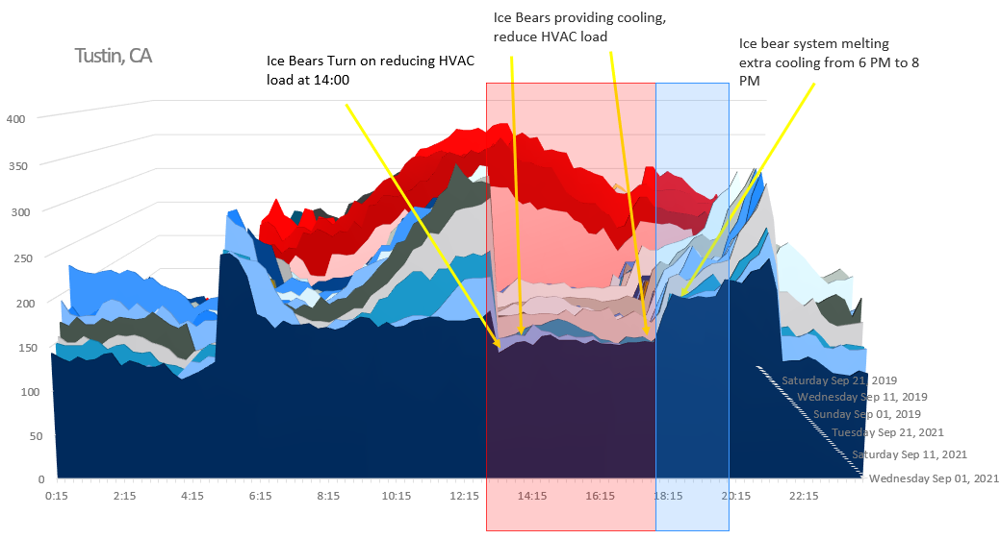 Ice Bears providing cooling,
reduce HVAC load
Tustin, CA
Ice Bears Turn on reducing HVAC
load at 14:00
Ice bear system melting
extra cooling from 6 PM to 8
PM
400
350
300
250
200
150
100
50
0
0:15 2:15 4:15 6:15 8:15 10:15 12:15 14:15 16:15 18:15 20:15 22:15
Saturday Sep 21, 2019
Wednesday Sep 11, 2019
Sunday Sep 01, 2019
Tuesday Sep 21, 2021
Saturday Sep 11, 2021
Wednesday Sep 01, 2021